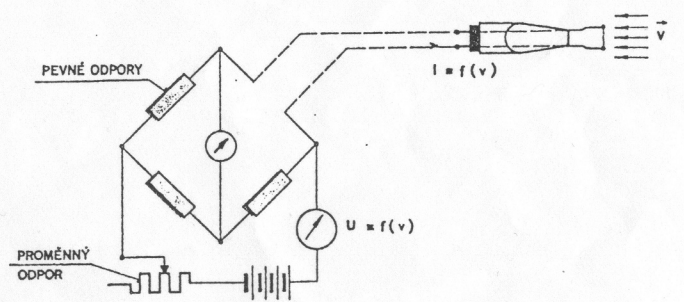 PEVNÉ ODPORY
I = f(v)
v
U = f(v)
PROMĚNNÝ
ODPOR